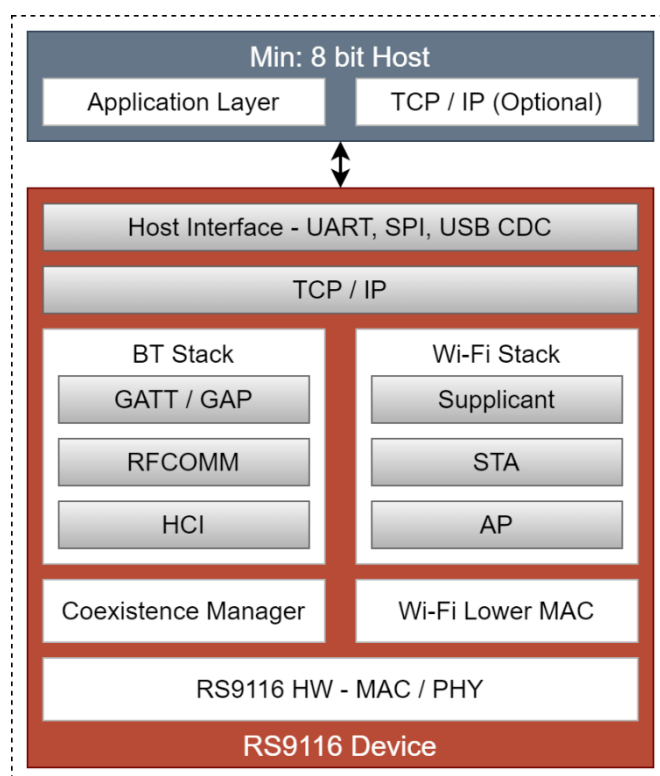 Min: 8 bit Host
Application Layer
TCP / IP (Optional)
Host Interface - UART, SPI, USB CDC
TCP / IP
BT Stack
GATT / GAP
RFCOMM
HCI
Wi-Fi Stack
Supplicant
STA
AP
Coexistence Manager
Wi-Fi Lower MAC
RS9116 HW - MAC / PHY
RS9116 Device